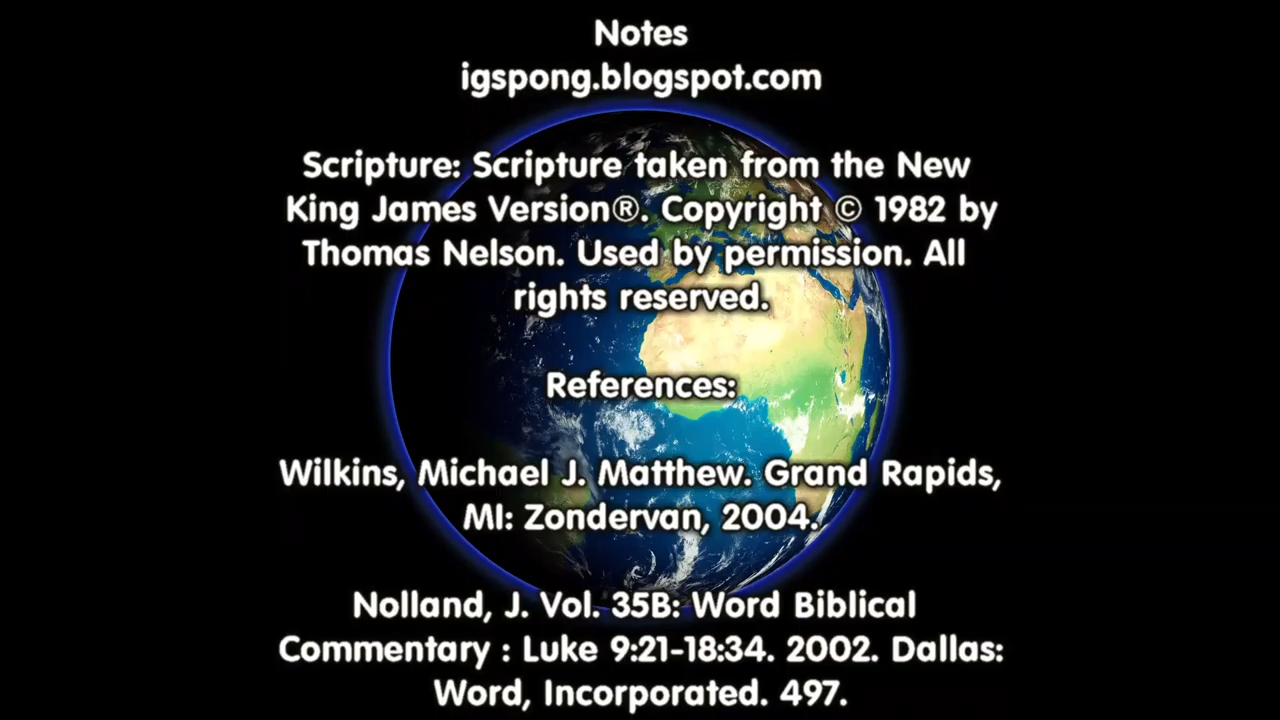 Notes
igspong.blogspot.com
Scripture: Scripture taken from the New
King James Version®. Copyright © 1982 by
Thomas Nelson. Used by permission. All
rights reserved.
References:
Wilkins, Michael J. Matthew. Grand Rapids,
MI: Zondervan, 2004.
Nolland, J. Vol. 35B: Word Biblical
Commentary : Luke 9:21-18:34. 2002. Dallas:
Word, Incorporated. 497.